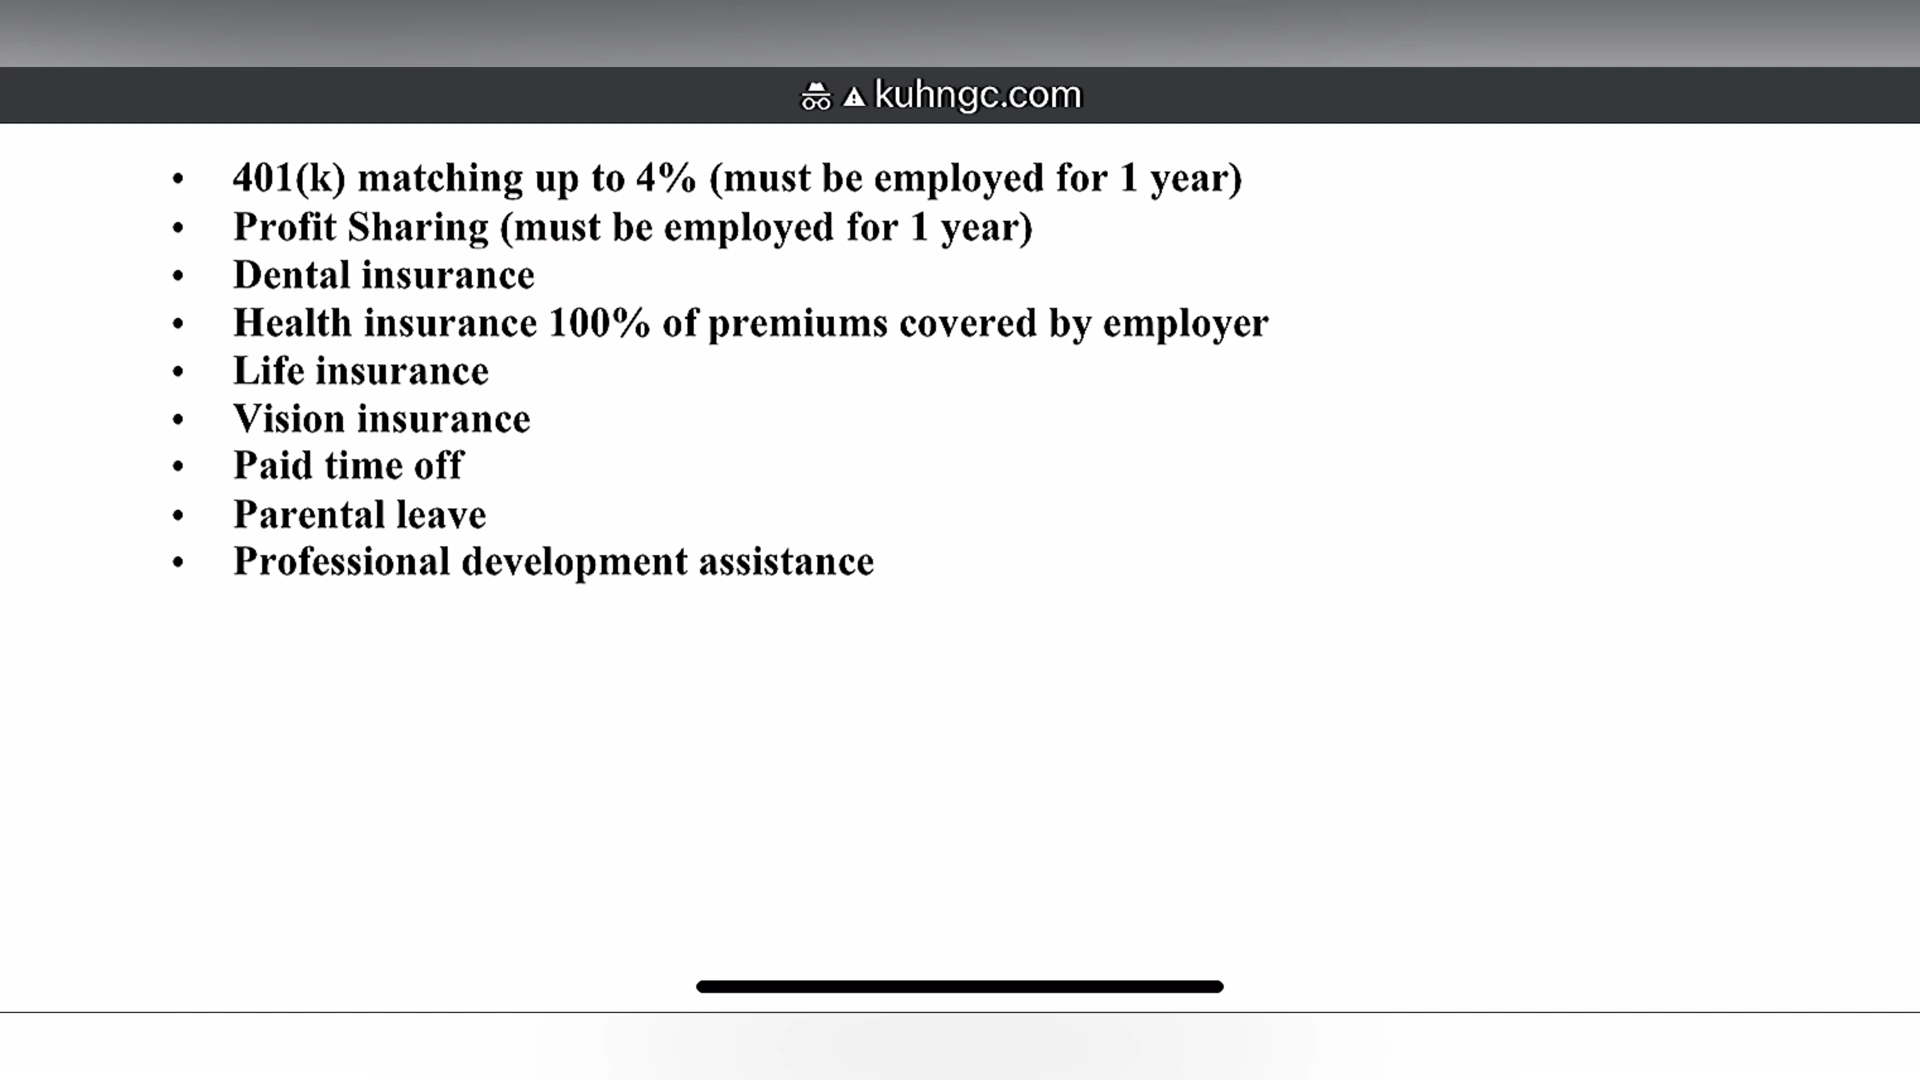 kuhngc.com
• 401(k) matching up to 4% (must be employed for 1 year)
• Profit Sharing (must be employed for 1 year)
• Dental insurance
• Health insurance 100% of premiums covered by employer
• Life insurance
• Vision insurance
• Paid time off
• Parental leave
• Professional development assistance